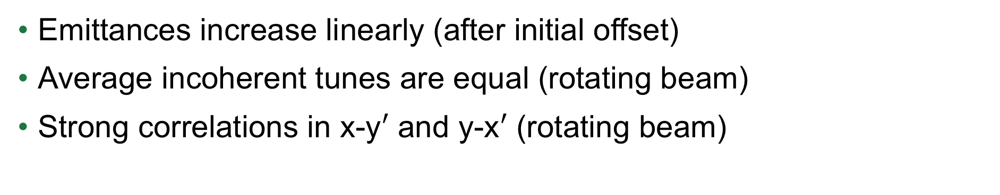 • Emittances increase linearly (after initial offset)
• Average incoherent tunes are equal (rotating beam)
• Strong correlations in x-y′ and y-x′ (rotating beam)